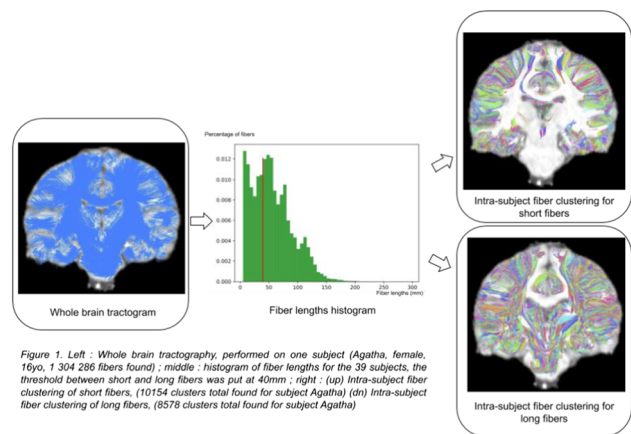 Whole brain tractogram
Percentage of fibers
0.012
0.010
0.008
0.006
0.004
0.002
0.000
0
50
100
150
200
250
300
Fiber lengths (mm)
Fiber lengths histogram
Intra-subject fiber clustering for
short fibers
Intra-subject fiber clustering for
long fibers
Figure 1. Left : Whole brain tractography, performed on one subject (Agatha, female,
16yo, 1 304 286 fibers found) ; middle : histogram of fiber lengths for the 39 subjects, the
threshold between short and long fibers was put at 40mm ; right : (up) Intra-subject fiber
clustering of short fibers, (10154 clusters total found for subject Agatha) (dn) Intra-subject
fiber clustering of long fibers, (8578 clusters total found for subject Agatha)